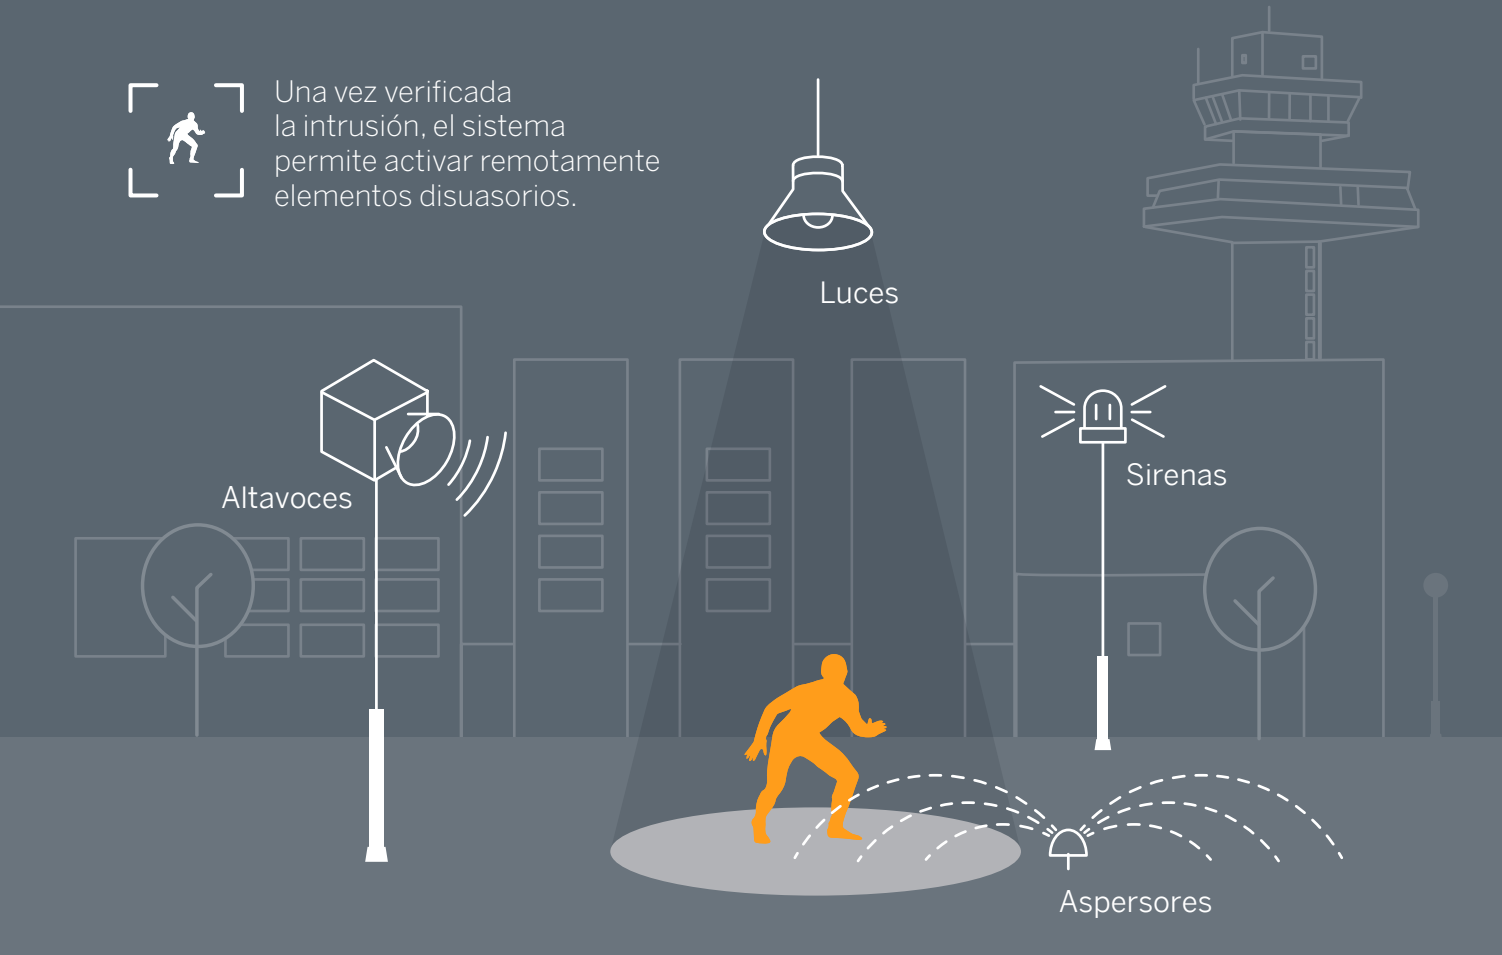 Una vez verificada
la intrusión, el sistema
permite activar remotamente
elementos disuasorios.
Luces
Altavoces
Sirenas
Aspersores